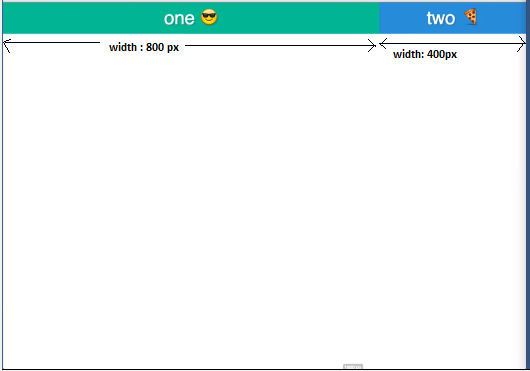 one 😎
two 🍕
width : 800 px
width: 400px